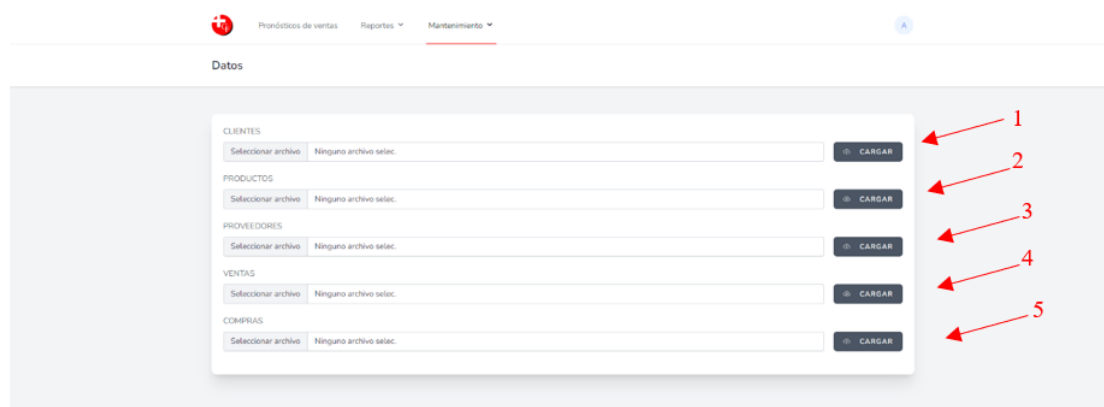 Pronósticos de ventas Reportes Mantenimiento A
Datos
CLIENTES
Seleccionar archivo Ninguno archivo selec. CARGAR 1
PRODUCTOS
Seleccionar archivo Ninguno archivo selec. CARGAR 2
PROVEEDORES
Seleccionar archivo Ninguno archivo selec. CARGAR 3
VENTAS
Seleccionar archivo Ninguno archivo selec. CARGAR 4
COMPRAS
Seleccionar archivo Ninguno archivo selec. CARGAR 5